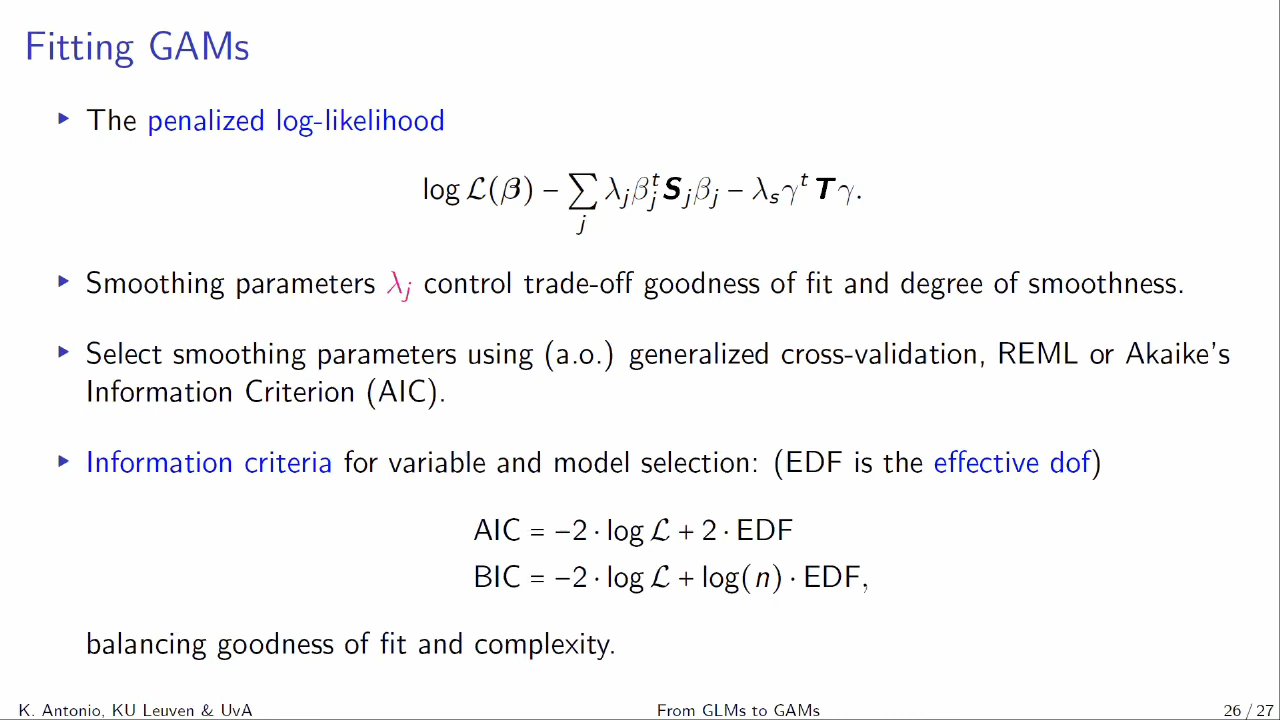 Fitting GAMs
▸ The penalized log-likelihood
log ℒ(β) − ∑_j λ_j β_j^t S_j β_j − λ_s γ^t T γ.
▸ Smoothing parameters λ_j control trade-off goodness of fit and degree of smoothness.
▸ Select smoothing parameters using (a.o.) generalized cross-validation, REML or Akaike's
Information Criterion (AIC).
▸ Information criteria for variable and model selection: (EDF is the effective dof)
AIC = −2 · log ℒ + 2 · EDF
BIC = −2 · log ℒ + log(n) · EDF,
balancing goodness of fit and complexity.
K. Antonio, KU Leuven & UvA From GLMs to GAMs 26 / 27